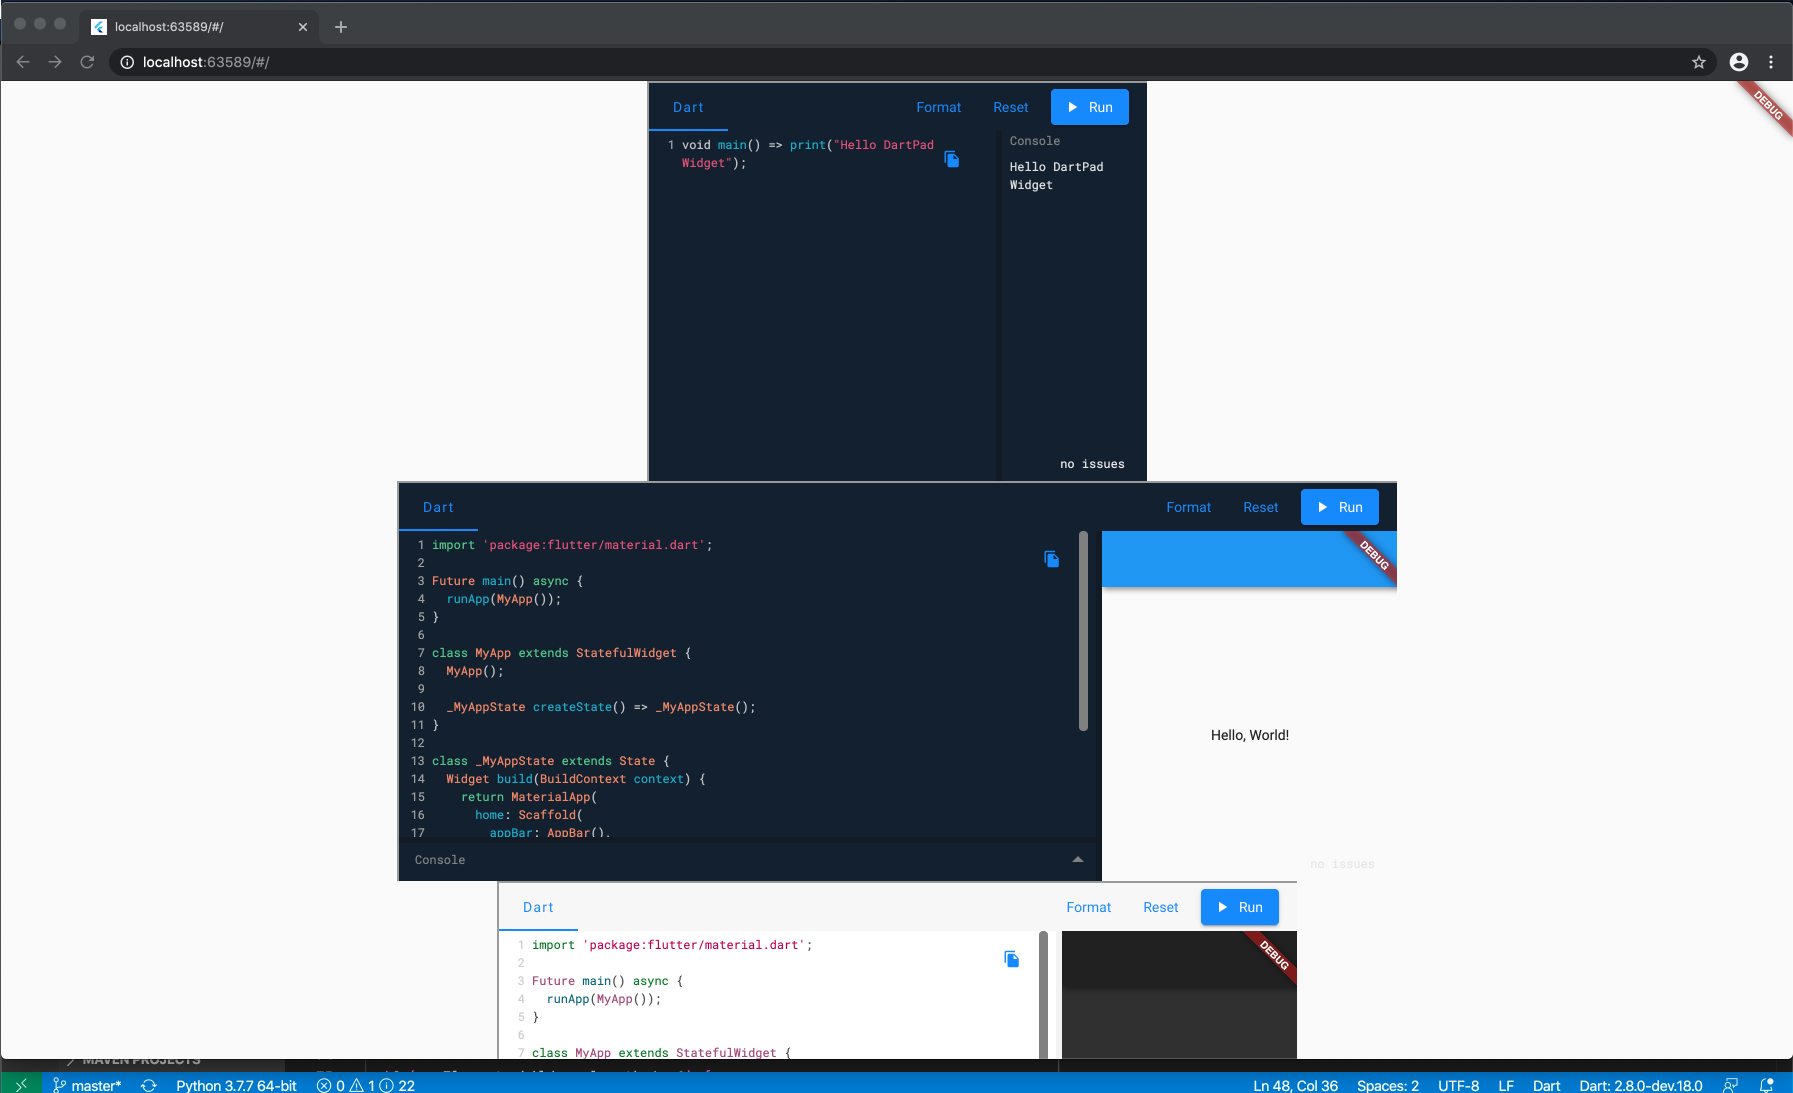 localhost:63589/#/
localhost:63589/#/
DEBUG
Dart
Format
Reset
Run
1 void main() => print("Hello DartPad
Widget");
Console
Hello DartPad
Widget
no issues
Dart
Format
Reset
Run
1 import 'package:flutter/material.dart';
2
3 Future main() async {
4 runApp(MyApp());
5 }
6
7 class MyApp extends StatefulWidget {
8 MyApp();
9
10 _MyAppState createState() => _MyAppState();
11 }
12
13 class _MyAppState extends State {
14 Widget build(BuildContext context) {
15 return MaterialApp(
16 home: Scaffold(
17 appBar: AppBar(),
Console
DEBUG
Hello, World!
no issues
Dart
Format
Reset
Run
1 import 'package:flutter/material.dart';
2
3 Future main() async {
4 runApp(MyApp());
5 }
6
7 class MyApp extends StatefulWidget {
DEBUG
MAVEN PROJECTS
master*
Python 3.7.7 64-bit
0 1 22
Ln 48, Col 36
Spaces: 2
UTF-8
LF
Dart
Dart: 2.8.0-dev.18.0